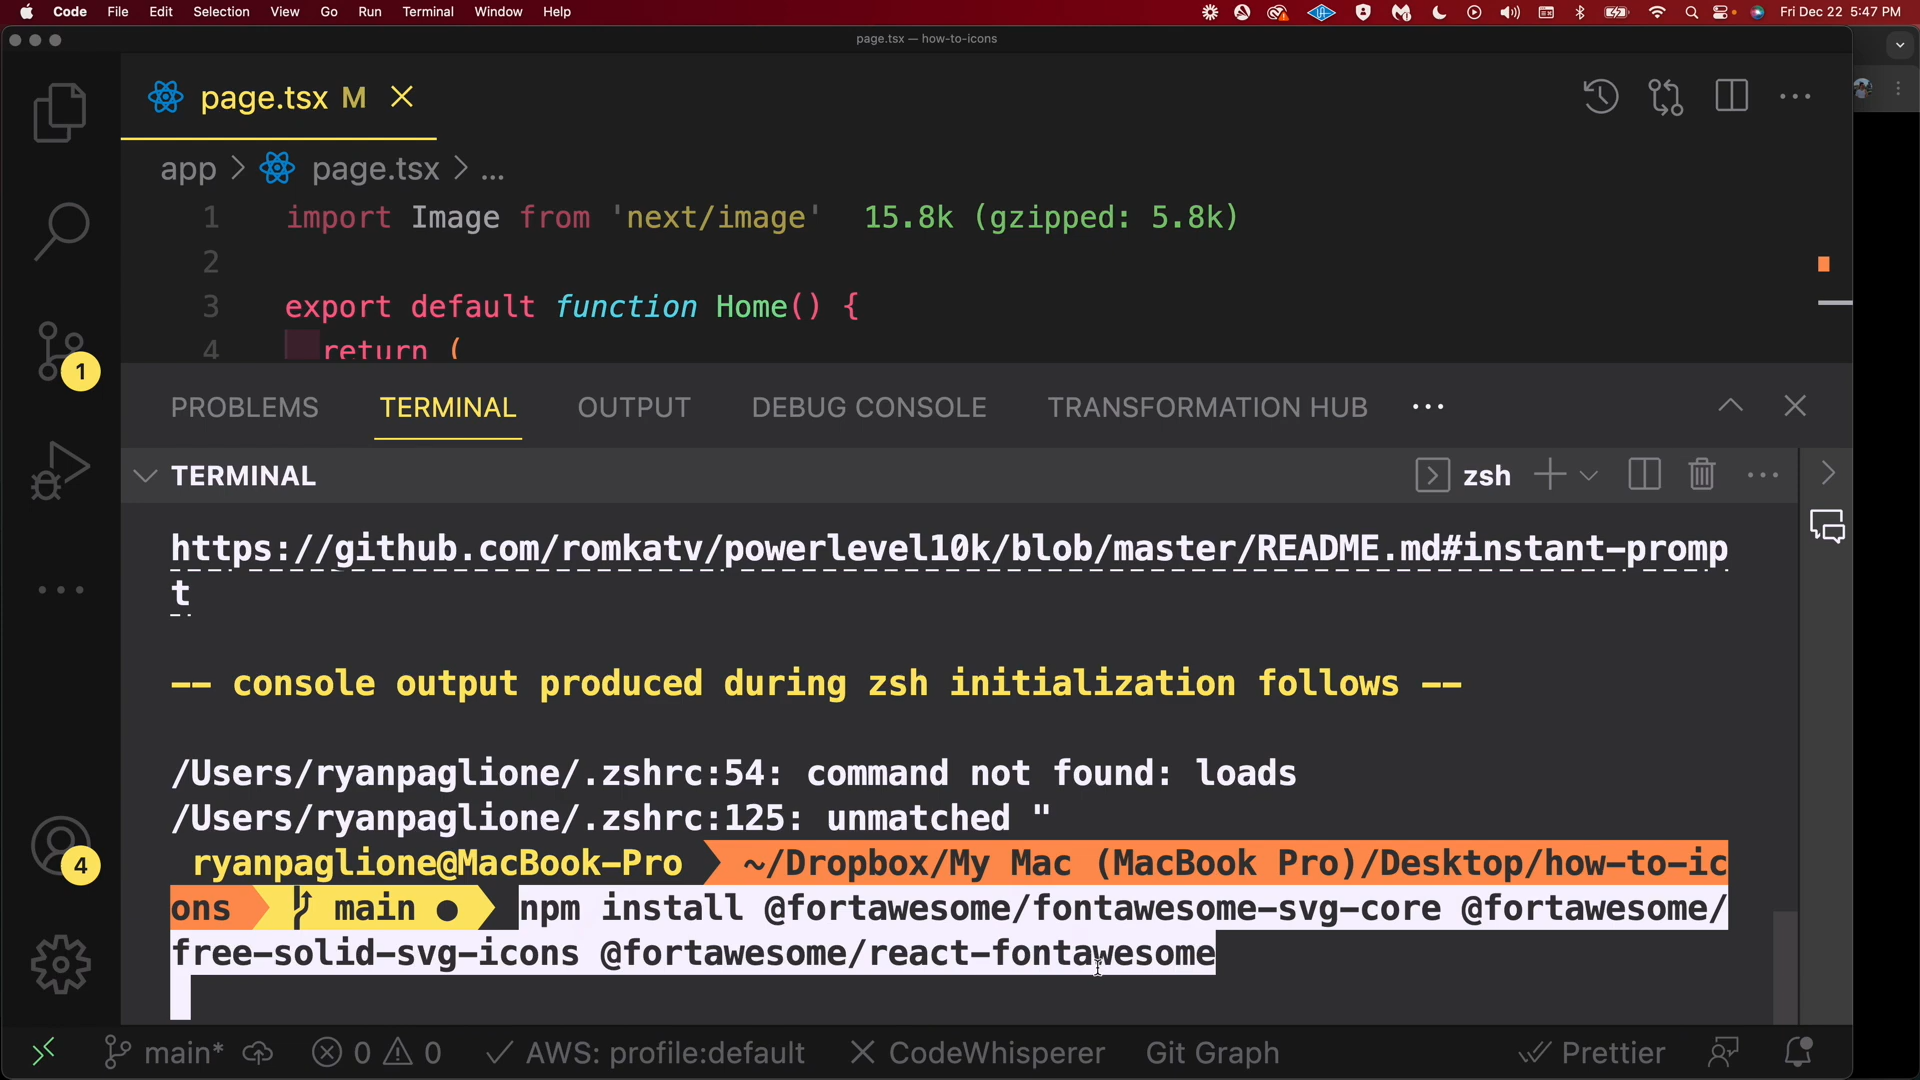 Code File Edit Selection View Go Run Terminal Window Help Fri Dec 22 5:47 PM
page.tsx — how-to-icons
page.tsx M
app > page.tsx > ...
1 import Image from 'next/image' 15.8k (gzipped: 5.8k)
2
3 export default function Home() {
4 return (
PROBLEMS TERMINAL OUTPUT DEBUG CONSOLE TRANSFORMATION HUB ...
TERMINAL zsh
https://github.com/romkatv/powerlevel10k/blob/master/README.md#instant-promp
t
-- console output produced during zsh initialization follows --
/Users/ryanpaglione/.zshrc:54: command not found: loads
/Users/ryanpaglione/.zshrc:125: unmatched "
ryanpaglione@MacBook-Pro ~/Dropbox/My Mac (MacBook Pro)/Desktop/how-to-ic
ons main ● npm install @fortawesome/fontawesome-svg-core @fortawesome/
free-solid-svg-icons @fortawesome/react-fontawesome
1
4
main* 0 0 AWS: profile:default CodeWhisperer Git Graph Prettier